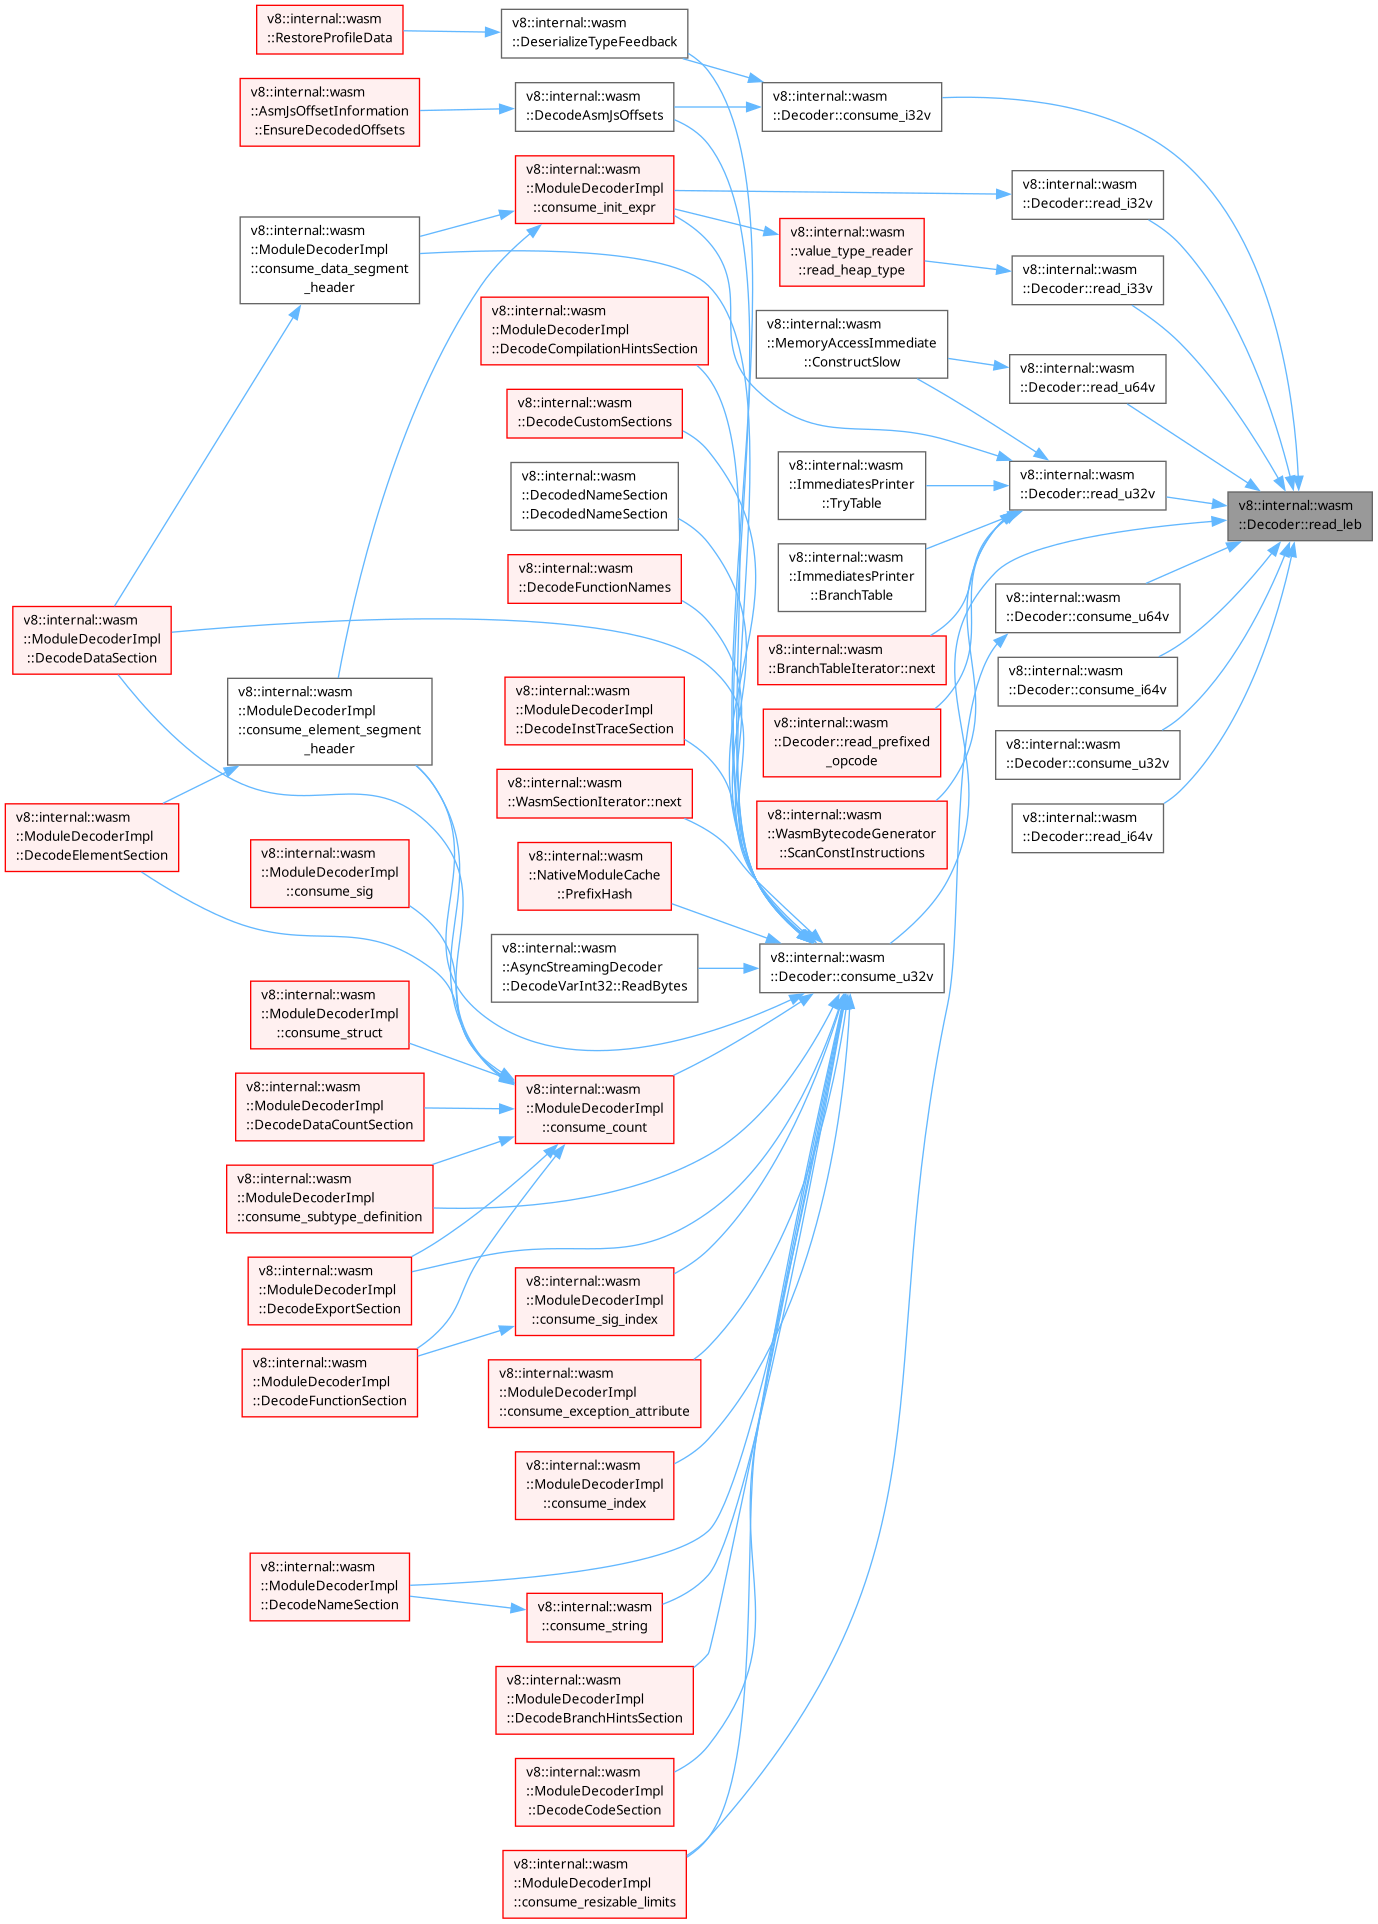 v8::internal::wasm
::RestoreProfileData
v8::internal::wasm
::DeserializeTypeFeedback
v8::internal::wasm
::AsmJsOffsetInformation
::EnsureDecodedOffsets
v8::internal::wasm
::DecodeAsmJsOffsets
v8::internal::wasm
::Decoder::consume_i32v
v8::internal::wasm
::ModuleDecoderImpl
::consume_init_expr
v8::internal::wasm
::Decoder::read_i32v
v8::internal::wasm
::ModuleDecoderImpl
::consume_data_segment
_header
v8::internal::wasm
::value_type_reader
::read_heap_type
v8::internal::wasm
::Decoder::read_i33v
v8::internal::wasm
::ModuleDecoderImpl
::DecodeCompilationHintsSection
v8::internal::wasm
::MemoryAccessImmediate
::ConstructSlow
v8::internal::wasm
::Decoder::read_u64v
v8::internal::wasm
::DecodeCustomSections
v8::internal::wasm
::DecodedNameSection
::DecodedNameSection
v8::internal::wasm
::ImmediatesPrinter
::TryTable
v8::internal::wasm
::Decoder::read_u32v
v8::internal::wasm
::Decoder::read_leb
v8::internal::wasm
::DecodeFunctionNames
v8::internal::wasm
::ImmediatesPrinter
::BranchTable
v8::internal::wasm
::Decoder::consume_u64v
v8::internal::wasm
::ModuleDecoderImpl
::DecodeDataSection
v8::internal::wasm
::BranchTableIterator::next
v8::internal::wasm
::Decoder::consume_i64v
v8::internal::wasm
::ModuleDecoderImpl
::consume_element_segment
_header
v8::internal::wasm
::ModuleDecoderImpl
::DecodeInstTraceSection
v8::internal::wasm
::Decoder::read_prefixed
_opcode
v8::internal::wasm
::Decoder::consume_u32v
v8::internal::wasm
::WasmSectionIterator::next
v8::internal::wasm
::WasmBytecodeGenerator
::ScanConstInstructions
v8::internal::wasm
::Decoder::read_i64v
v8::internal::wasm
::ModuleDecoderImpl
::DecodeElementSection
v8::internal::wasm
::ModuleDecoderImpl
::consume_sig
v8::internal::wasm
::NativeModuleCache
::PrefixHash
v8::internal::wasm
::AsyncStreamingDecoder
::DecodeVarInt32::ReadBytes
v8::internal::wasm
::Decoder::consume_u32v
v8::internal::wasm
::ModuleDecoderImpl
::consume_struct
v8::internal::wasm
::ModuleDecoderImpl
::DecodeDataCountSection
v8::internal::wasm
::ModuleDecoderImpl
::consume_count
v8::internal::wasm
::ModuleDecoderImpl
::consume_subtype_definition
v8::internal::wasm
::ModuleDecoderImpl
::DecodeExportSection
v8::internal::wasm
::ModuleDecoderImpl
::consume_sig_index
v8::internal::wasm
::ModuleDecoderImpl
::DecodeFunctionSection
v8::internal::wasm
::ModuleDecoderImpl
::consume_exception_attribute
v8::internal::wasm
::ModuleDecoderImpl
::consume_index
v8::internal::wasm
::ModuleDecoderImpl
::DecodeNameSection
v8::internal::wasm
::consume_string
v8::internal::wasm
::ModuleDecoderImpl
::DecodeBranchHintsSection
v8::internal::wasm
::ModuleDecoderImpl
::DecodeCodeSection
v8::internal::wasm
::ModuleDecoderImpl
::consume_resizable_limits